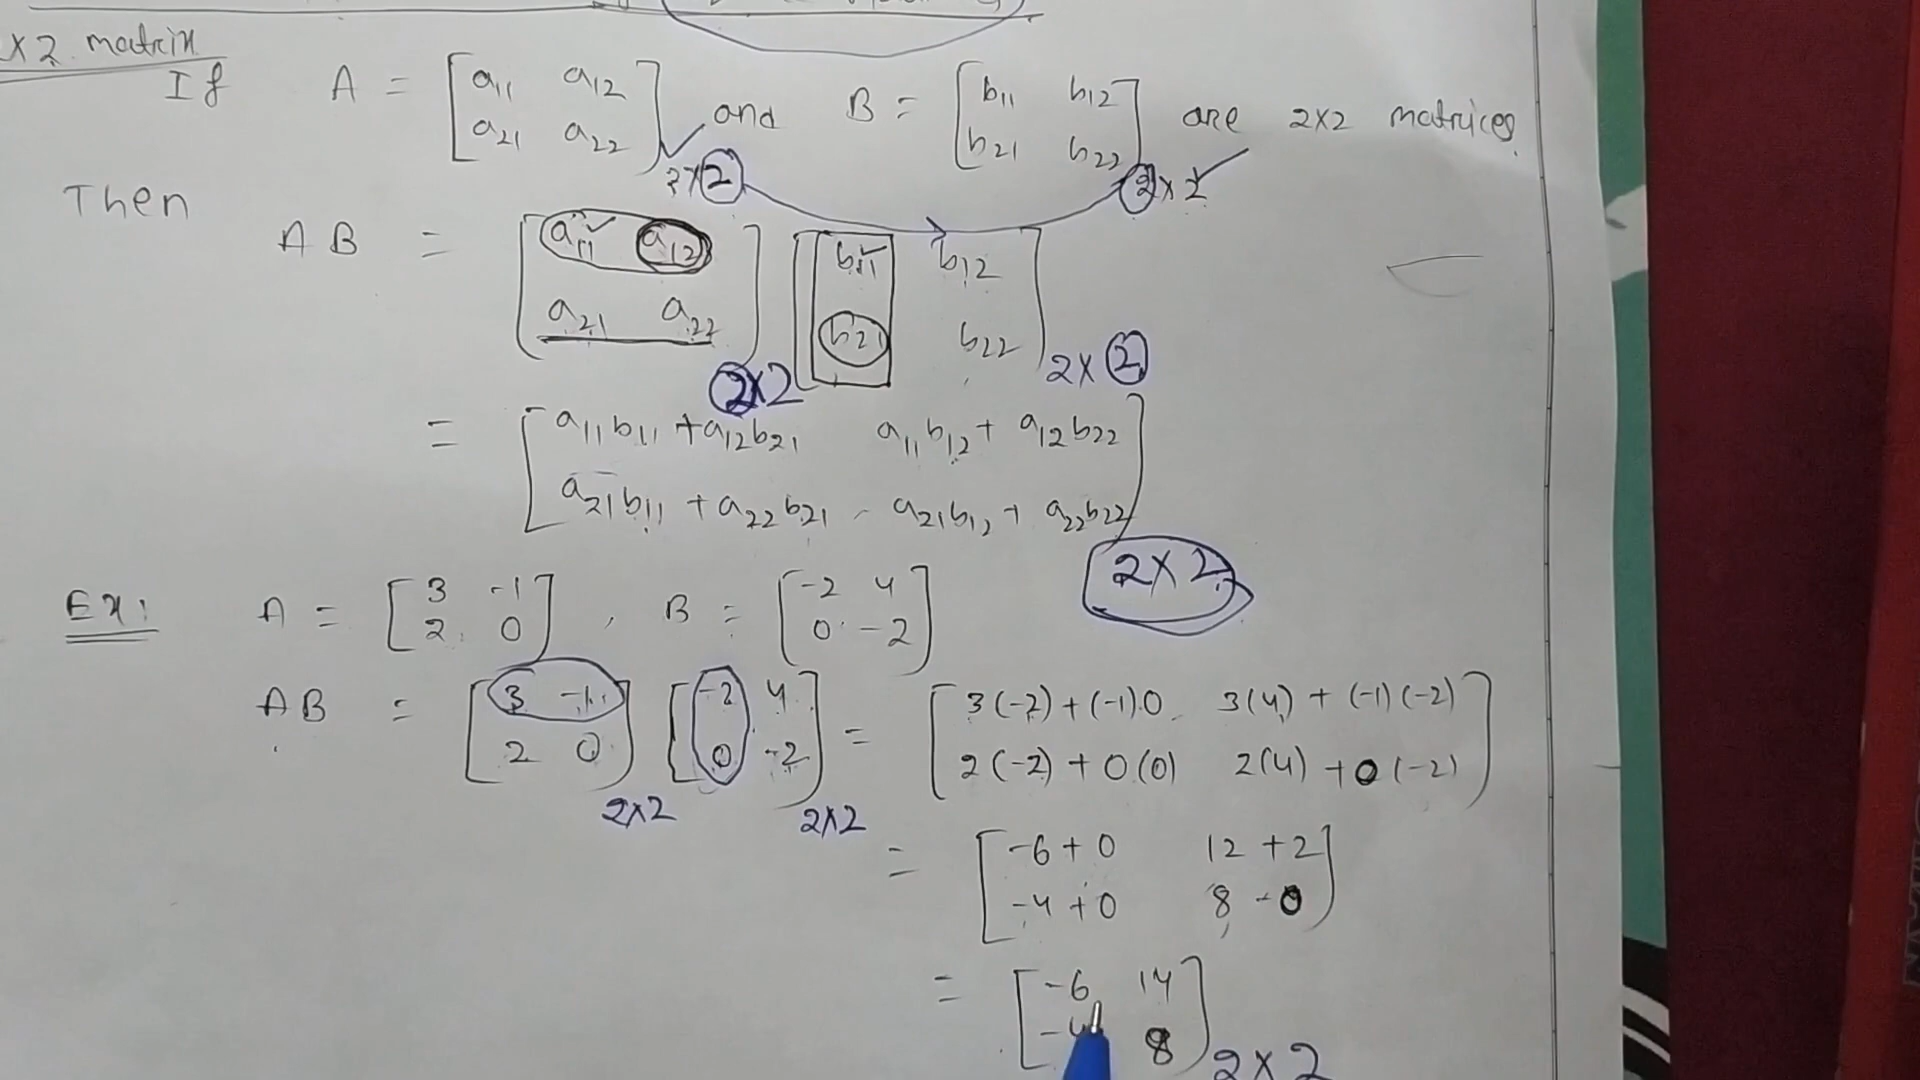 x2 matrix
If A = [a11 a12 a21 a22] and B = [b11 b12 b21 b22] are 2x2 matrices.
x2 2x2
Then
AB = [a11 a12 a21 a22] 2x2 [b11 b12 b21 b22] 2x2
= [a11b11 + a12b21 a11b12 + a12b22
a21b11 + a22b21 a21b12 + a22b22]
2x2
Ex: A = [3 -1 2 0], B = [-2 4 0 -2]
AB = [3 -1 2 0] 2x2 [-2 4 0 -2] 2x2 = [3(-2)+(-1).0 3(4)+(-1)(-2)
2(-2)+0.(0) 2(4)+0(-2)]
= [-6+0 12+2
-4+0 8-0]
= [-6 14
-4 8] 2x2